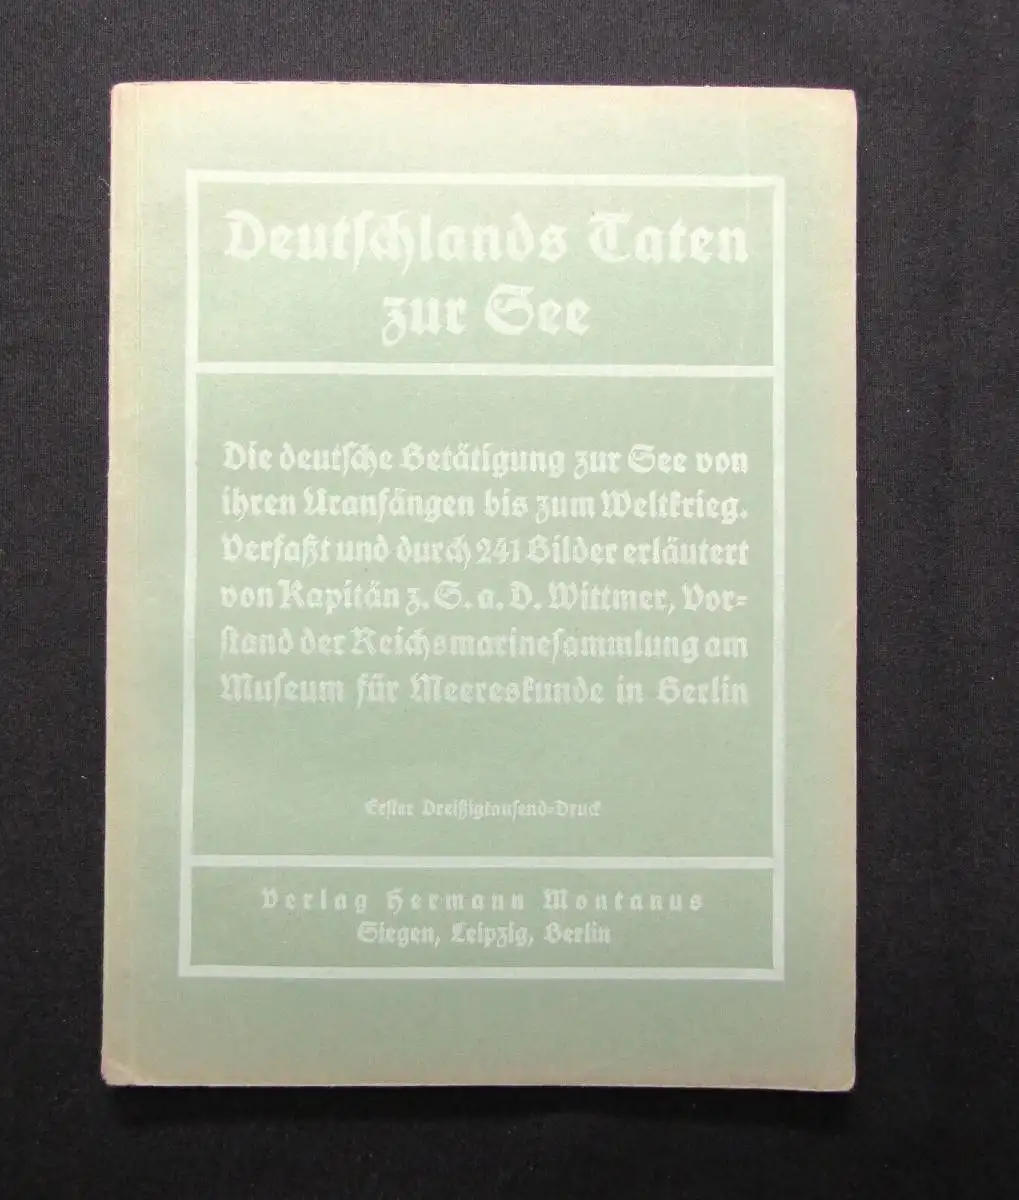 Deutschlands Taten
zur See
Die deutsche Betätigung zur See von
ihren Uranfängen bis zum Weltkrieg.
Verfaßt und durch 241 Bilder erläutert
von Kapitän z. S. a. D. Wittmer, Vor=
stand der Reichsmarinesammlung am
Museum für Meereskunde in Berlin
Erster Dreißigtausend=Druck
Verlag Hermann Montanus
Siegen, Leipzig, Berlin